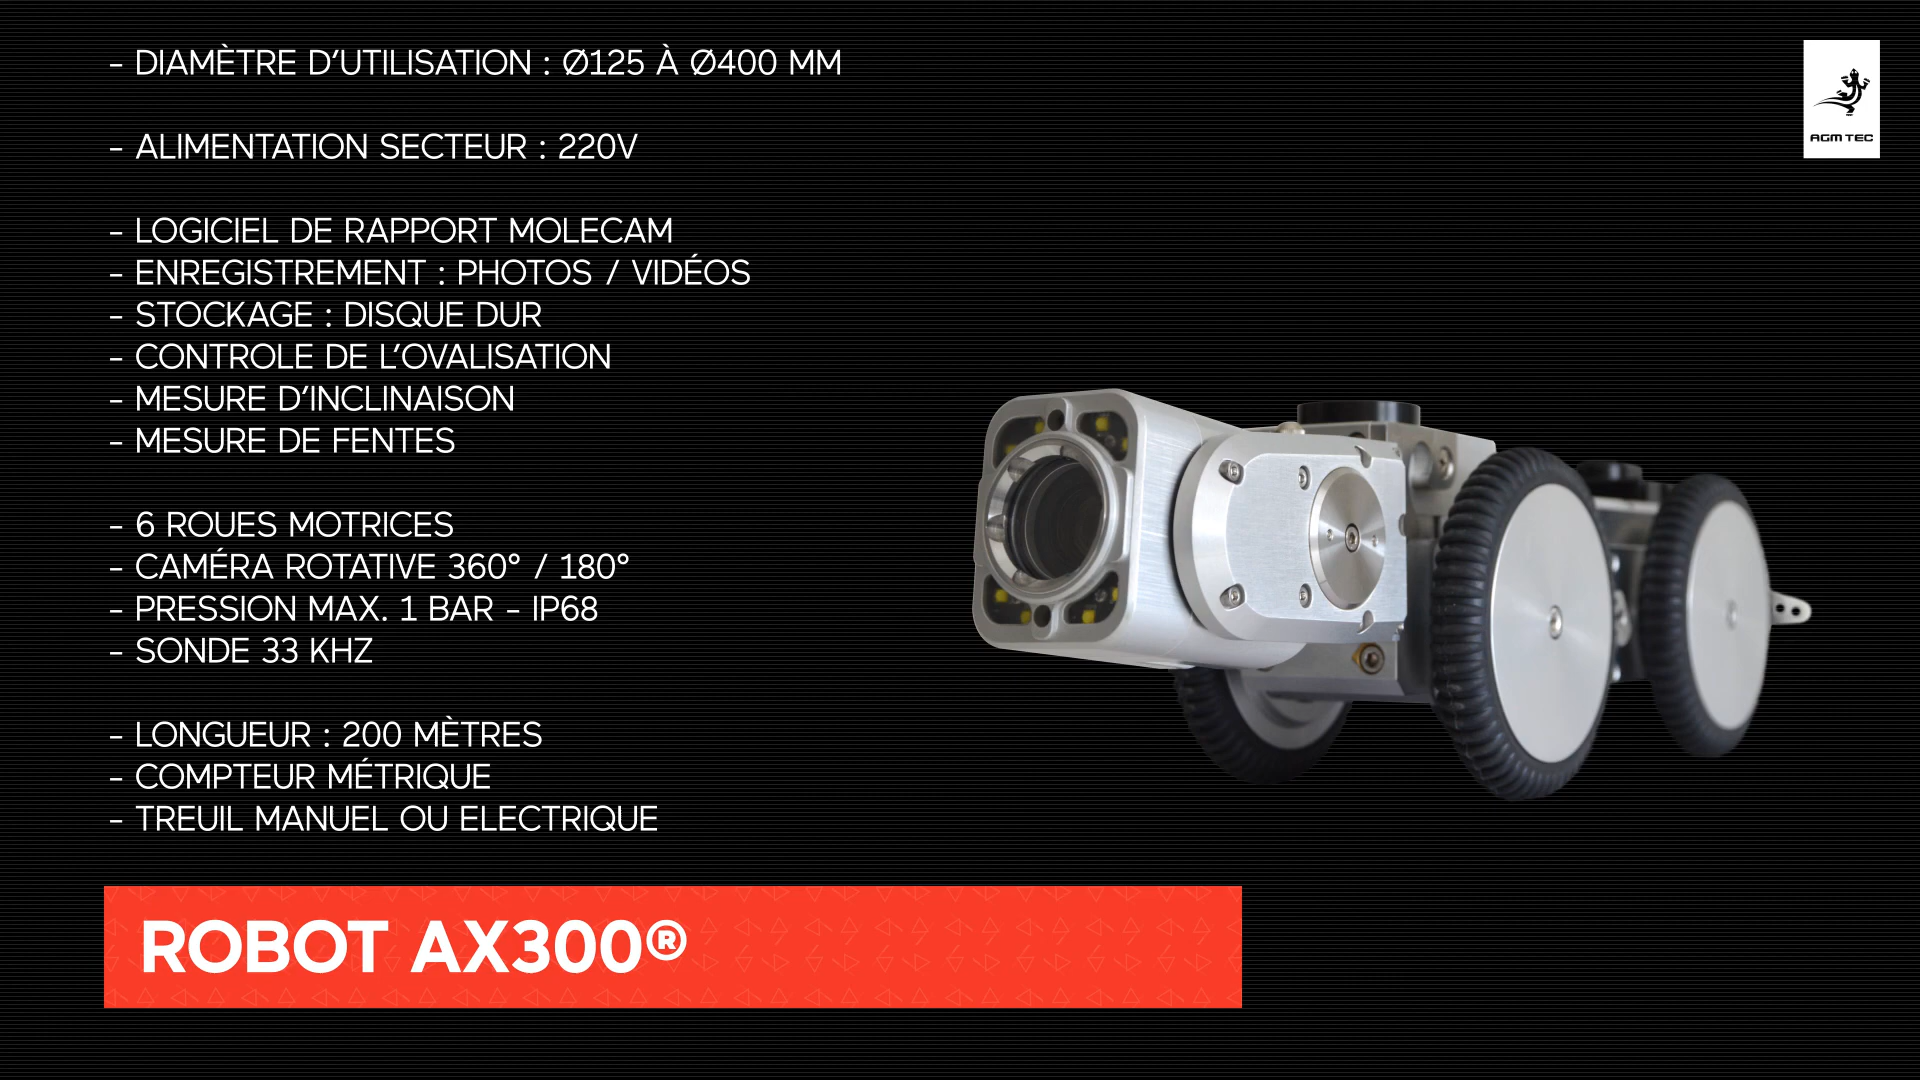 - DIAMÈTRE D'UTILISATION : Ø125 À Ø400 MM
- ALIMENTATION SECTEUR : 220V
- LOGICIEL DE RAPPORT MOLECAM
- ENREGISTREMENT : PHOTOS / VIDÉOS
- STOCKAGE : DISQUE DUR
- CONTROLE DE L'OVALISATION
- MESURE D'INCLINAISON
- MESURE DE FENTES
- 6 ROUES MOTRICES
- CAMÉRA ROTATIVE 360° / 180°
- PRESSION MAX. 1 BAR - IP68
- SONDE 33 KHZ
- LONGUEUR : 200 MÈTRES
- COMPTEUR MÉTRIQUE
- TREUIL MANUEL OU ELECTRIQUE
ROBOT AX300®
AGM TEC